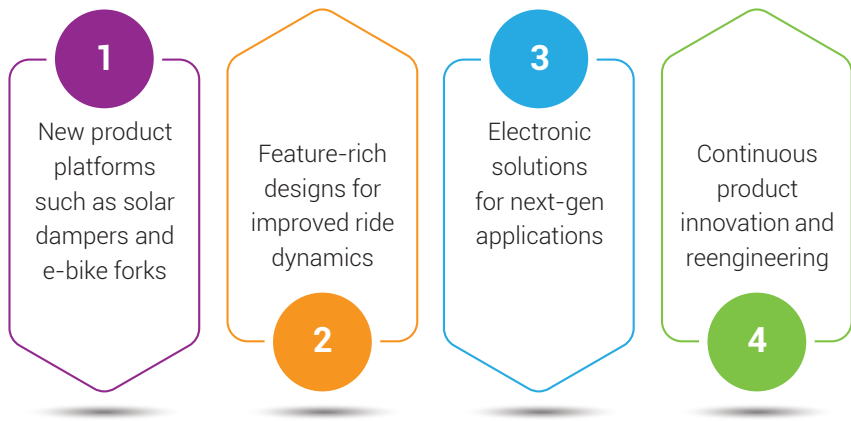 1
New product
platforms
such as solar
dampers and
e-bike forks
Feature-rich
designs for
improved ride
dynamics
2
3
Electronic
solutions
for next-gen
applications
Continuous
product
innovation and
reengineering
4